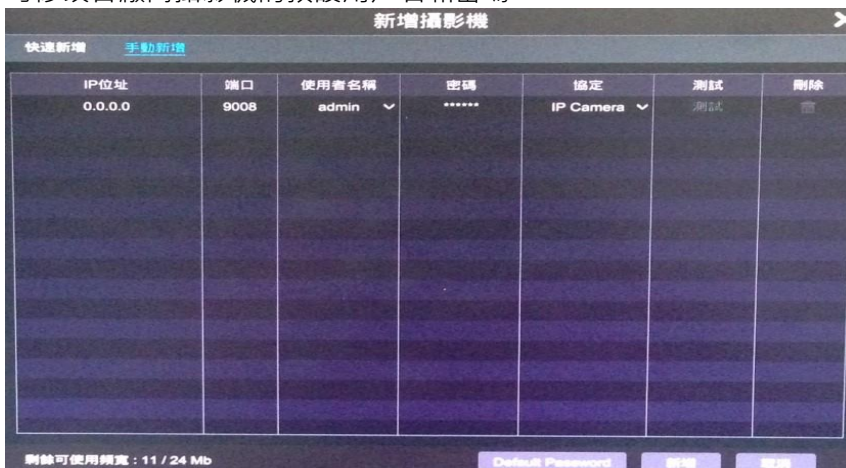 新增攝影機
快速新增 手動新增
IP位址 端口 使用者名稱 密碼 協定 測試 刪除
0.0.0.0 9008 admin ****** IP Camera 測試
剩餘可使用頻寬 : 11 / 24 Mb Default Password 新增